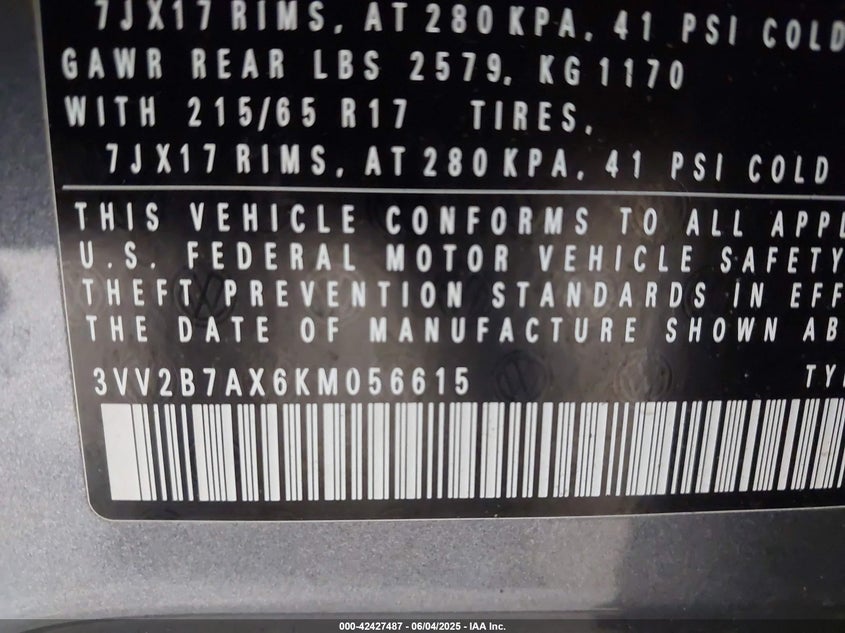 7JX17 RIMS, AT 280 KPA, 41 PSI COLD
GAWR REAR LBS 2579, KG 1170
WITH 215/65 R17 TIRES,
7JX17 RIMS, AT 280 KPA, 41 PSI COLD
THIS VEHICLE CONFORMS TO ALL APPL
U.S. FEDERAL MOTOR VEHICLE SAFETY
THEFT PREVENTION STANDARDS IN EFF
THE DATE OF MANUFACTURE SHOWN AB
3VV2B7AX6KM056615 TY
000-42427487 - 06/04/2025 - IAA Inc.